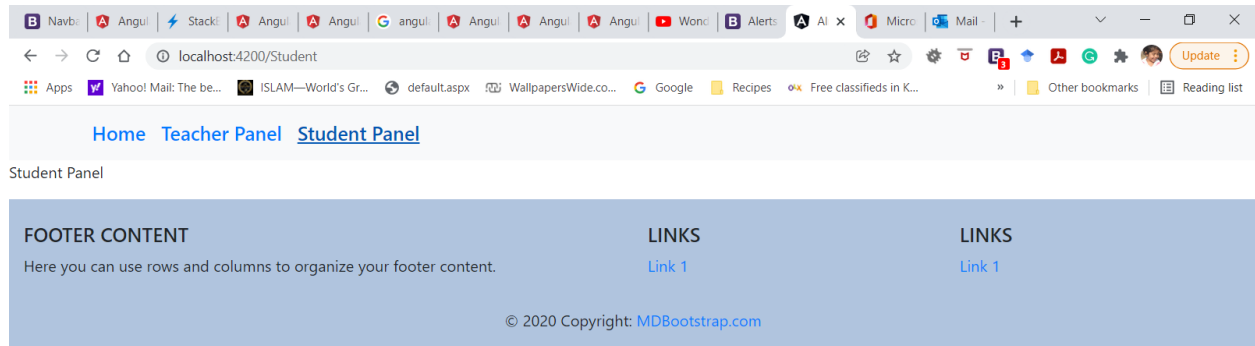 Navba Angul StackB Angul Angul angula Angul Angul Angul Wond Alerts Al Micro Mail -
localhost:4200/Student Update
Apps Yahoo! Mail: The be... ISLAM—World's Gr... default.aspx WallpapersWide.co... Google Recipes Free classifieds in K... » Other bookmarks Reading list
Home Teacher Panel Student Panel
Student Panel
FOOTER CONTENT LINKS LINKS
Here you can use rows and columns to organize your footer content. Link 1 Link 1
© 2020 Copyright: MDBootstrap.com